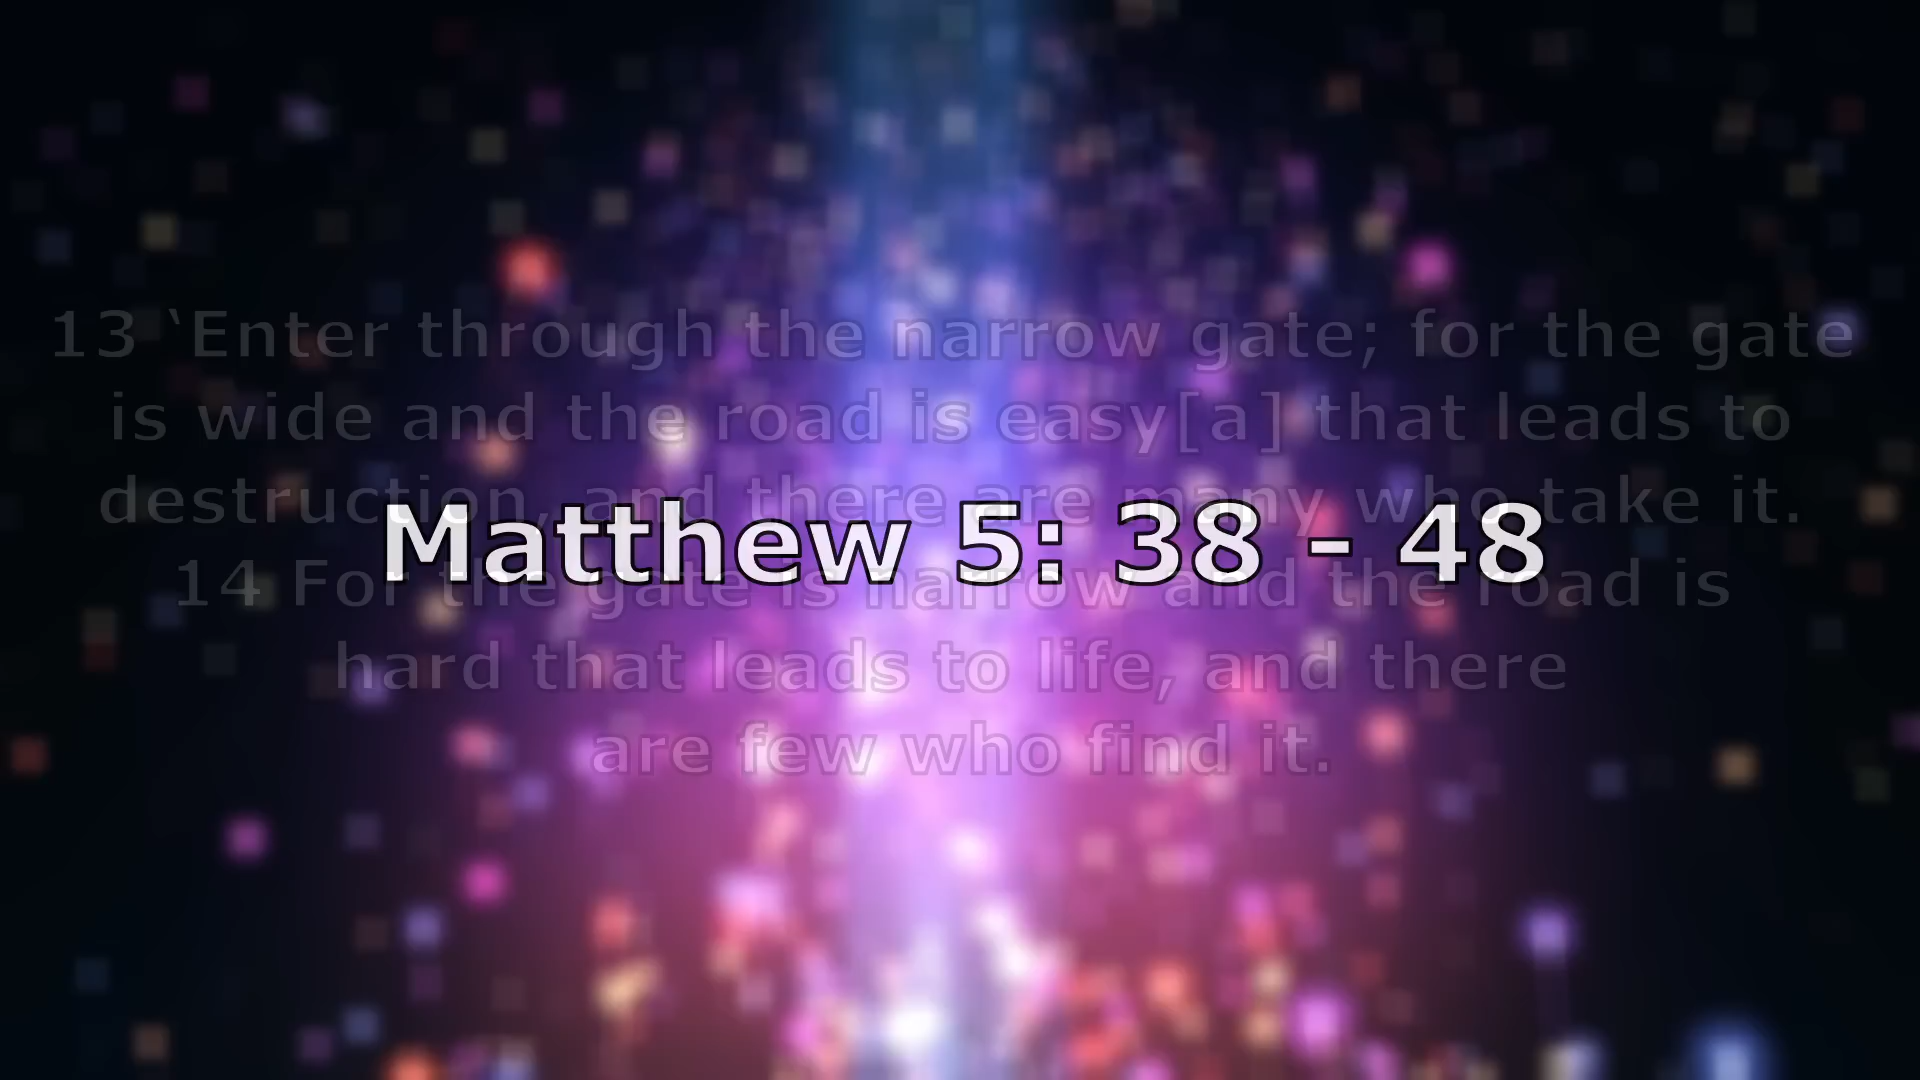 13 ‘Enter through the narrow gate; for the gate
is wide and the road is easy[a] that leads to
destruction, and there are many who take it.
Matthew 5: 38 - 48
14 For the gate is narrow and the road is
hard that leads to life, and there
are few who find it.